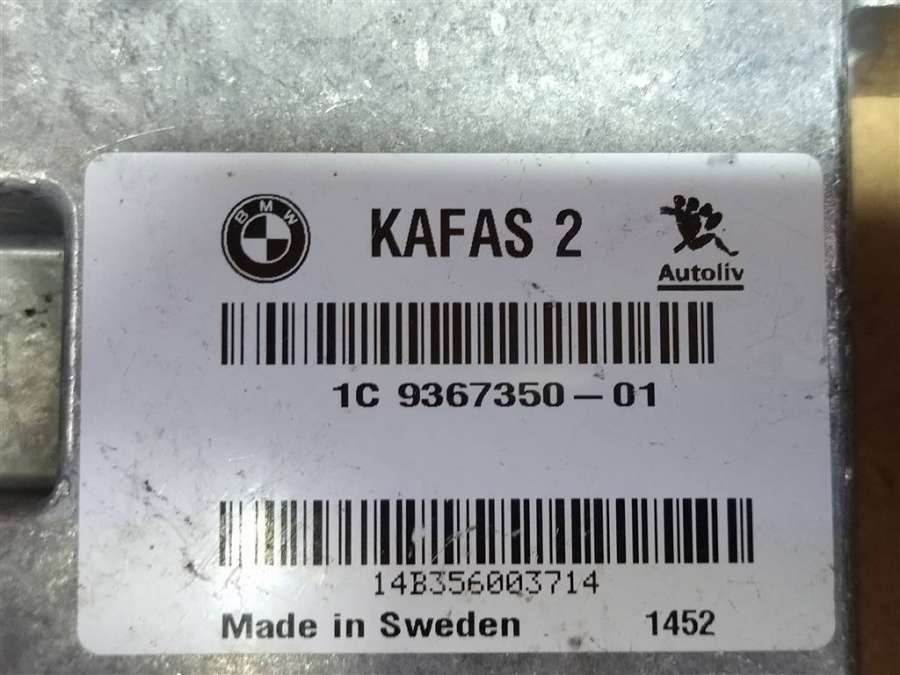 BMW
KAFAS 2
Autoliv
1C 9367350-01
14B356003714
Made in Sweden 1452